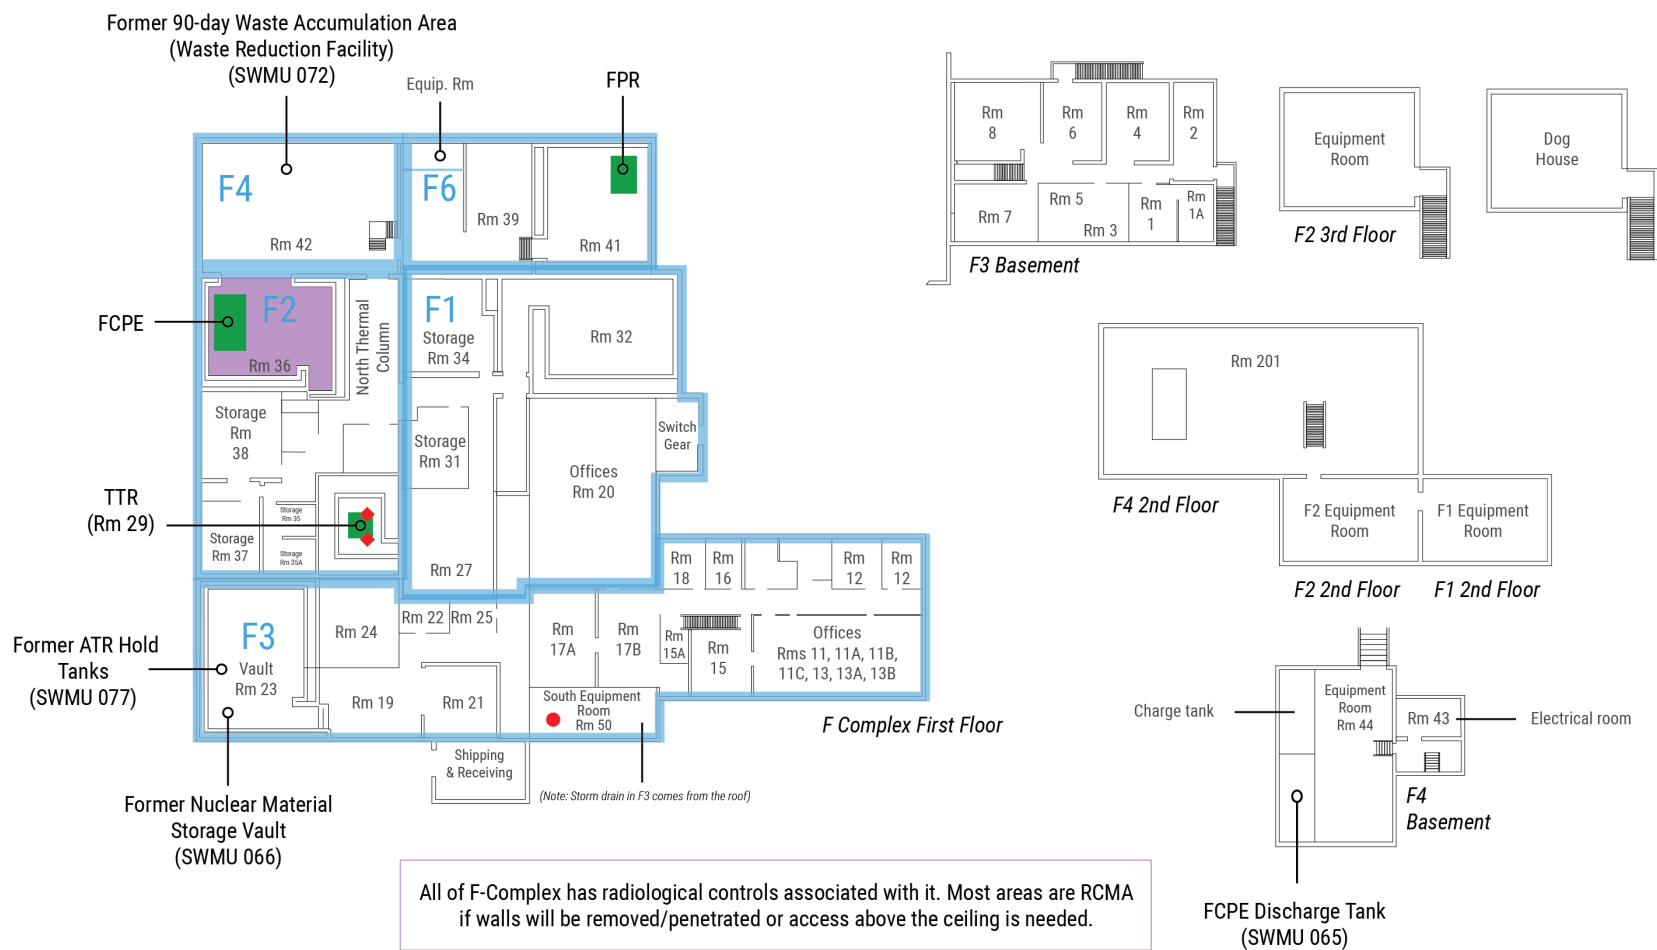 Former 90-day Waste Accumulation Area
(Waste Reduction Facility)
(SWMU 072)
Equip. Rm
FPR
F4
Rm 42
F6
Rm 39
Rm 41
FCPE
F2
Rm 36
North Thermal
Column
F1
Storage
Rm 34
Rm 32
Storage
Rm
38
Storage
Rm 31
Switch
Gear
Offices
Rm 20
TTR
(Rm 29)
Storage
Rm 35
Storage
Rm 37
Storage
Rm 35A
Rm 27
Rm
18
Rm
16
Rm
12
Rm
12
Former ATR Hold
Tanks
(SWMU 077)
F3
Vault
Rm 23
Rm 24
Rm 22
Rm 25
Rm
17A
Rm
17B
Rm
15A
Rm
15
Offices
Rms 11, 11A, 11B,
11C, 13, 13A, 13B
Rm 19
Rm 21
South Equipment
Room
Rm 50
F Complex First Floor
Shipping
& Receiving
(Note: Storm drain in F3 comes from the roof)
Former Nuclear Material
Storage Vault
(SWMU 066)
Rm
8
Rm
6
Rm
4
Rm
2
Rm 7
Rm 5
Rm 3
Rm
1
Rm
1A
F3 Basement
Equipment
Room
F2 3rd Floor
Dog
House
Rm 201
F4 2nd Floor
F2 Equipment
Room
F1 Equipment
Room
F2 2nd Floor
F1 2nd Floor
Charge tank
Equipment
Room
Rm 44
Rm 43
Electrical room
F4
Basement
FCPE Discharge Tank
(SWMU 065)
All of F-Complex has radiological controls associated with it. Most areas are RCMA
if walls will be removed/penetrated or access above the ceiling is needed.